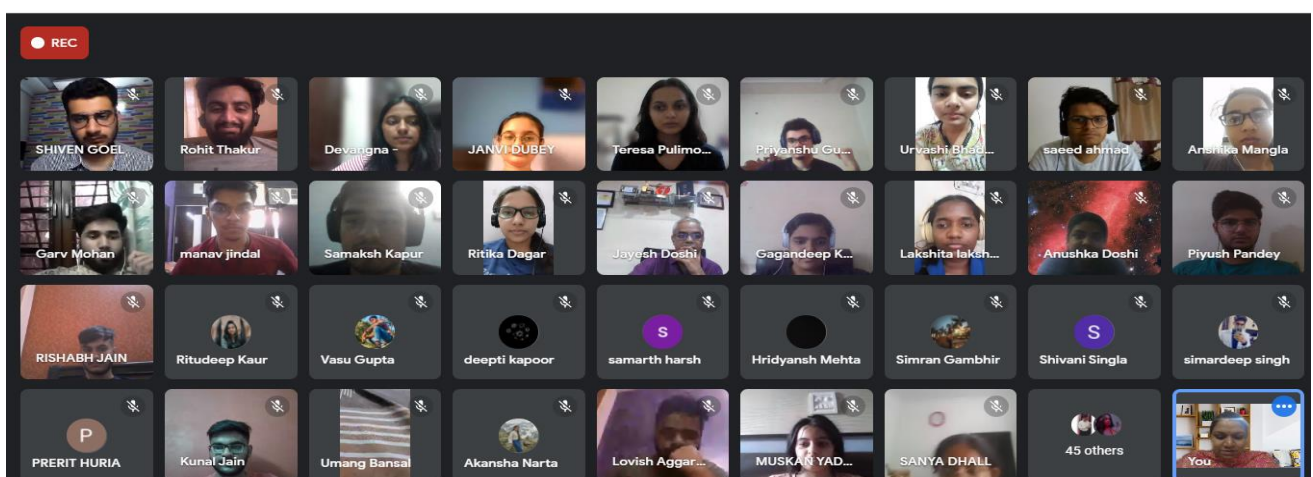 REC
SHIVEN GOEL
Rohit Thakur
Devangna -
JANVI DUBEY
Teresa Pulimo...
Priyanshu Gu...
Urvashi Bhad...
saeed ahmad
Anshika Mangla
Garv Mohan
manav jindal
Samaksh Kapur
Ritika Dagar
Jayesh Doshi
Gagandeep K...
Lakshita laksh...
Anushka Doshi
Piyush Pandey
RISHABH JAIN
Ritudeep Kaur
Vasu Gupta
deepti kapoor
s
samarth harsh
Hridyansh Mehta
Simran Gambhir
S
Shivani Singla
simardeep singh
P
PRERIT HURIA
Kunal Jain
Umang Bansal
Akansha Narta
Lovish Aggar...
MUSKAN YAD...
SANYA DHALL
45 others
You